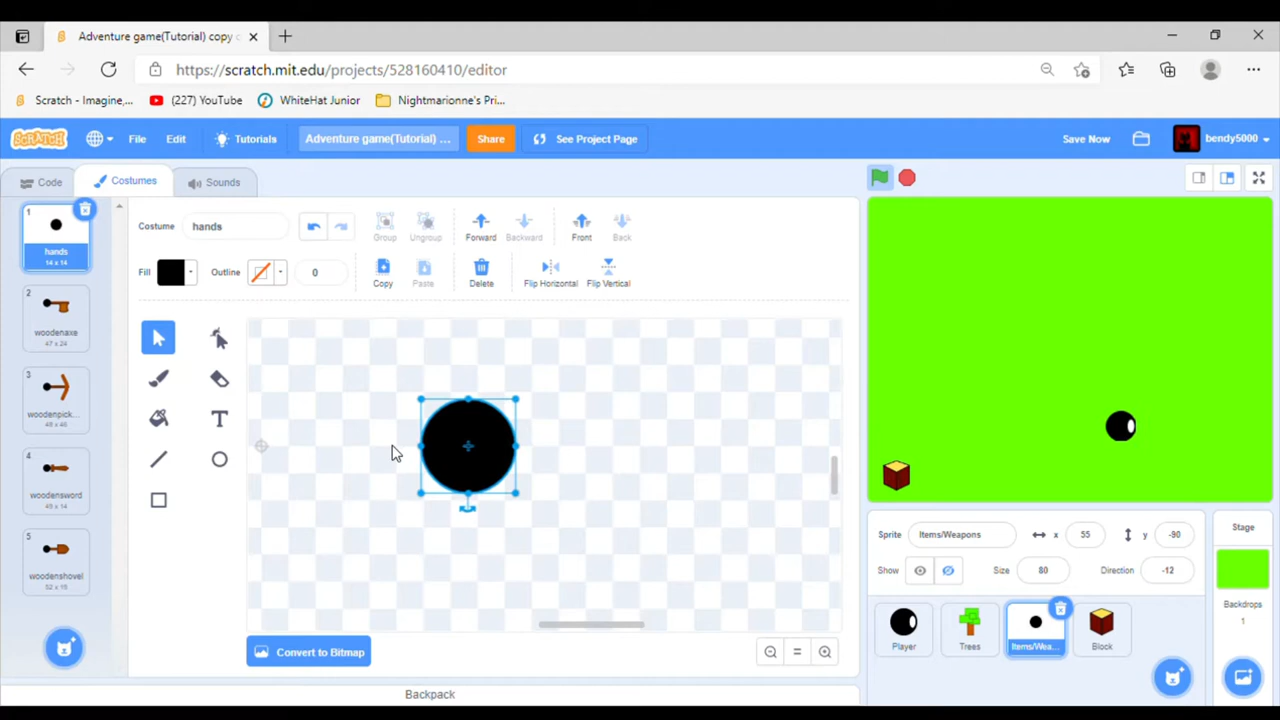 Adventure game(Tutorial) copy
https://scratch.mit.edu/projects/528160410/editor
Scratch - Imagine,...
(227) YouTube
WhiteHat Junior
Nightmarionne's Pri...
SCRATCH
File
Edit
Tutorials
Adventure game(Tutorial) ...
Share
See Project Page
Save Now
bendy5000
Code
Costumes
Sounds
1
hands
14 x 14
2
woodenaxe
47 x 24
3
woodenpick...
4
woodensword
49 x 14
5
woodenshovel
Costume
hands
Group
Ungroup
Forward
Backward
Front
Back
Fill
Outline
0
Copy
Paste
Delete
Flip Horizontal
Flip Vertical
Convert to Bitmap
Backpack
Sprite
Items/Weapons
x
55
y
-90
Show
Size
80
Direction
-12
Stage
Backdrops
1
Player
Trees
Items/Wea...
Block